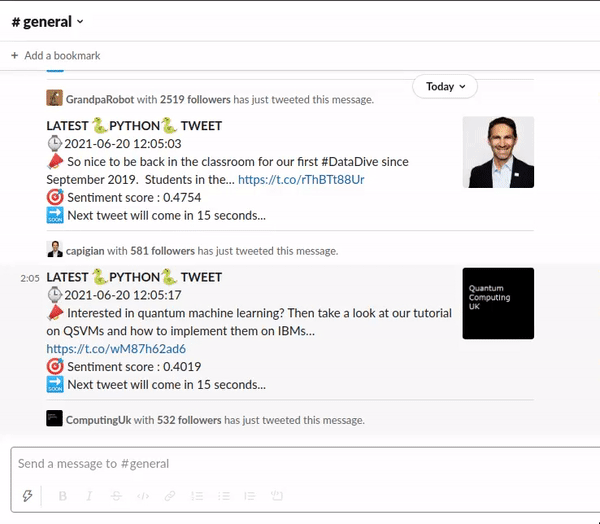 # general
+ Add a bookmark
Today
GrandpaRobot with 2519 followers has just tweeted this message.
LATEST 🐍PYTHON🐍 TWEET
⌚2021-06-20 12:05:03
📣 So nice to be back in the classroom for our first #DataDive since
September 2019. Students in the... https://t.co/rThBTt88Ur
🎯 Sentiment score : 0.4754
🔜 Next tweet will come in 15 seconds...
capigian with 581 followers has just tweeted this message.
2:05 LATEST 🐍PYTHON🐍 TWEET
⌚2021-06-20 12:05:17
📣 Interested in quantum machine learning? Then take a look at our tutorial
on QSVMs and how to implement them on IBMs...
https://t.co/wM87h62ad6
🎯 Sentiment score : 0.4019
🔜 Next tweet will come in 15 seconds...
Quantum
Computing
UK
ComputingUk with 532 followers has just tweeted this message.
Send a message to #general
B I S </>